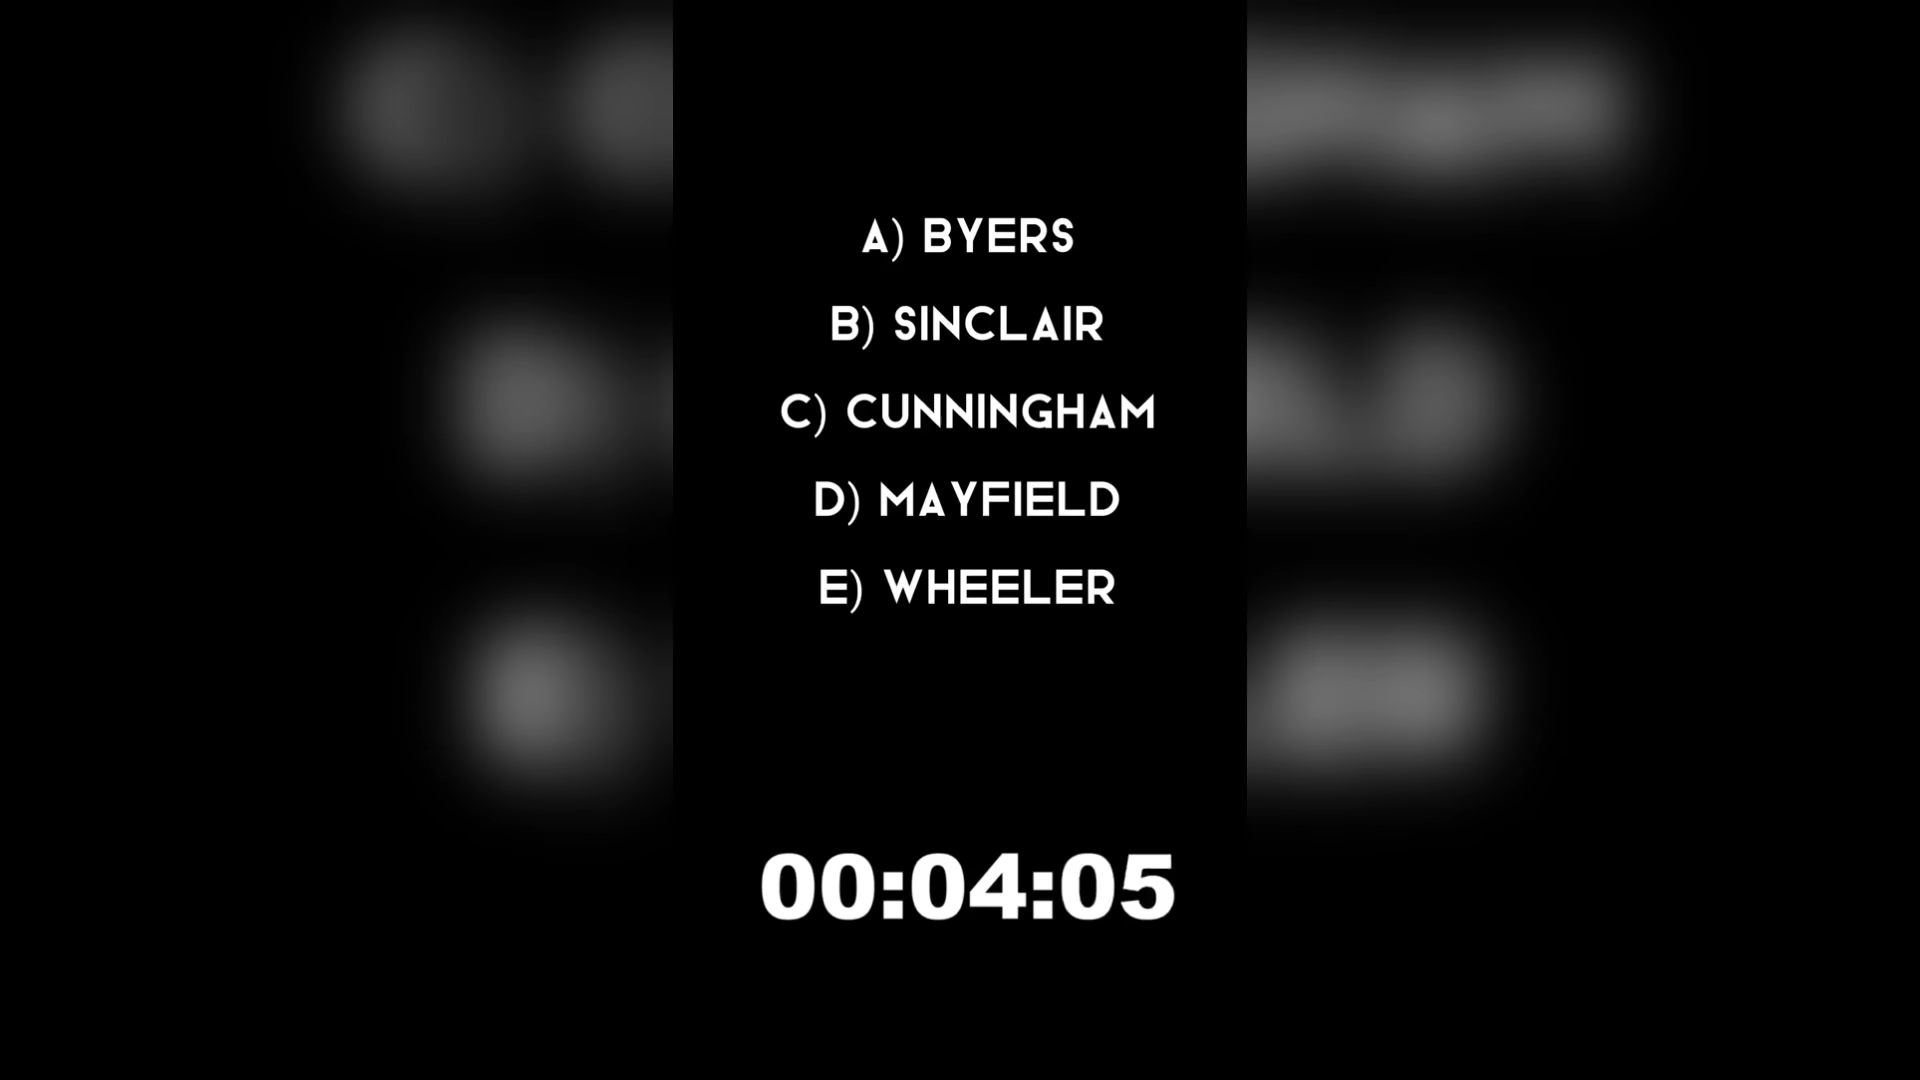 A) BYERS
B) SINCLAIR
C) CUNNINGHAM
D) MAYFIELD
E) WHEELER
00:04:05